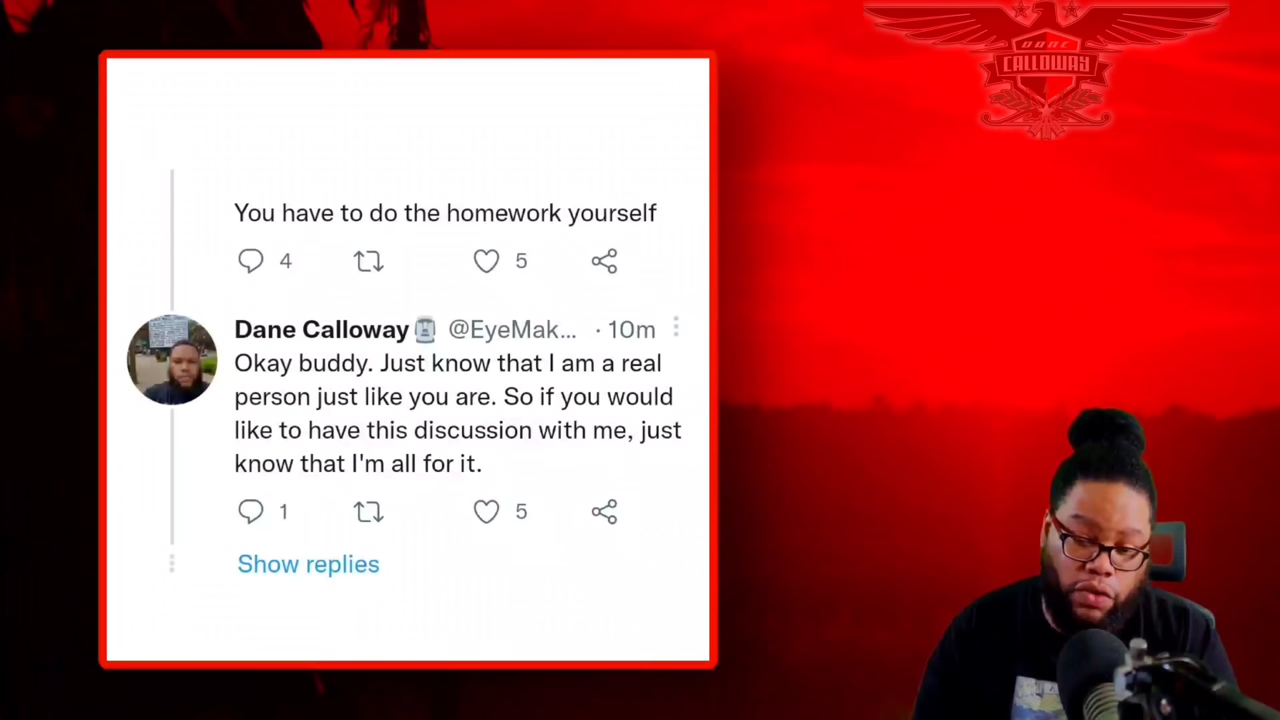 DANE
CALLOWAY
You have to do the homework yourself
4
5
Dane Calloway @EyeMak... · 10m
Okay buddy. Just know that I am a real
person just like you are. So if you would
like to have this discussion with me, just
know that I'm all for it.
1
5
Show replies